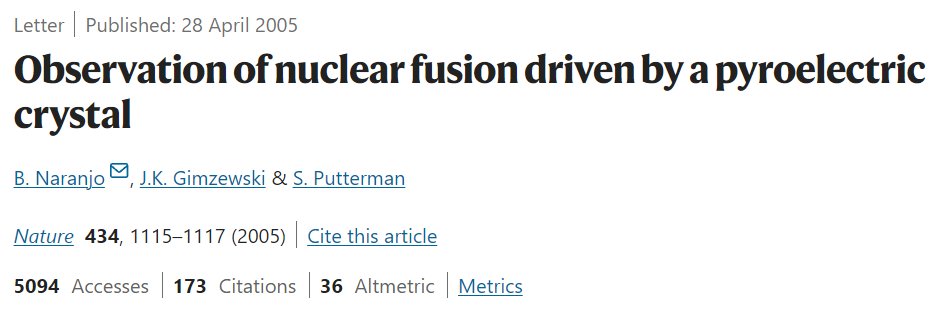 Letter | Published: 28 April 2005
Observation of nuclear fusion driven by a pyroelectric
crystal
B. Naranjo, J.K. Gimzewski & S. Putterman
Nature 434, 1115–1117 (2005) | Cite this article
5094 Accesses | 173 Citations | 36 Altmetric | Metrics